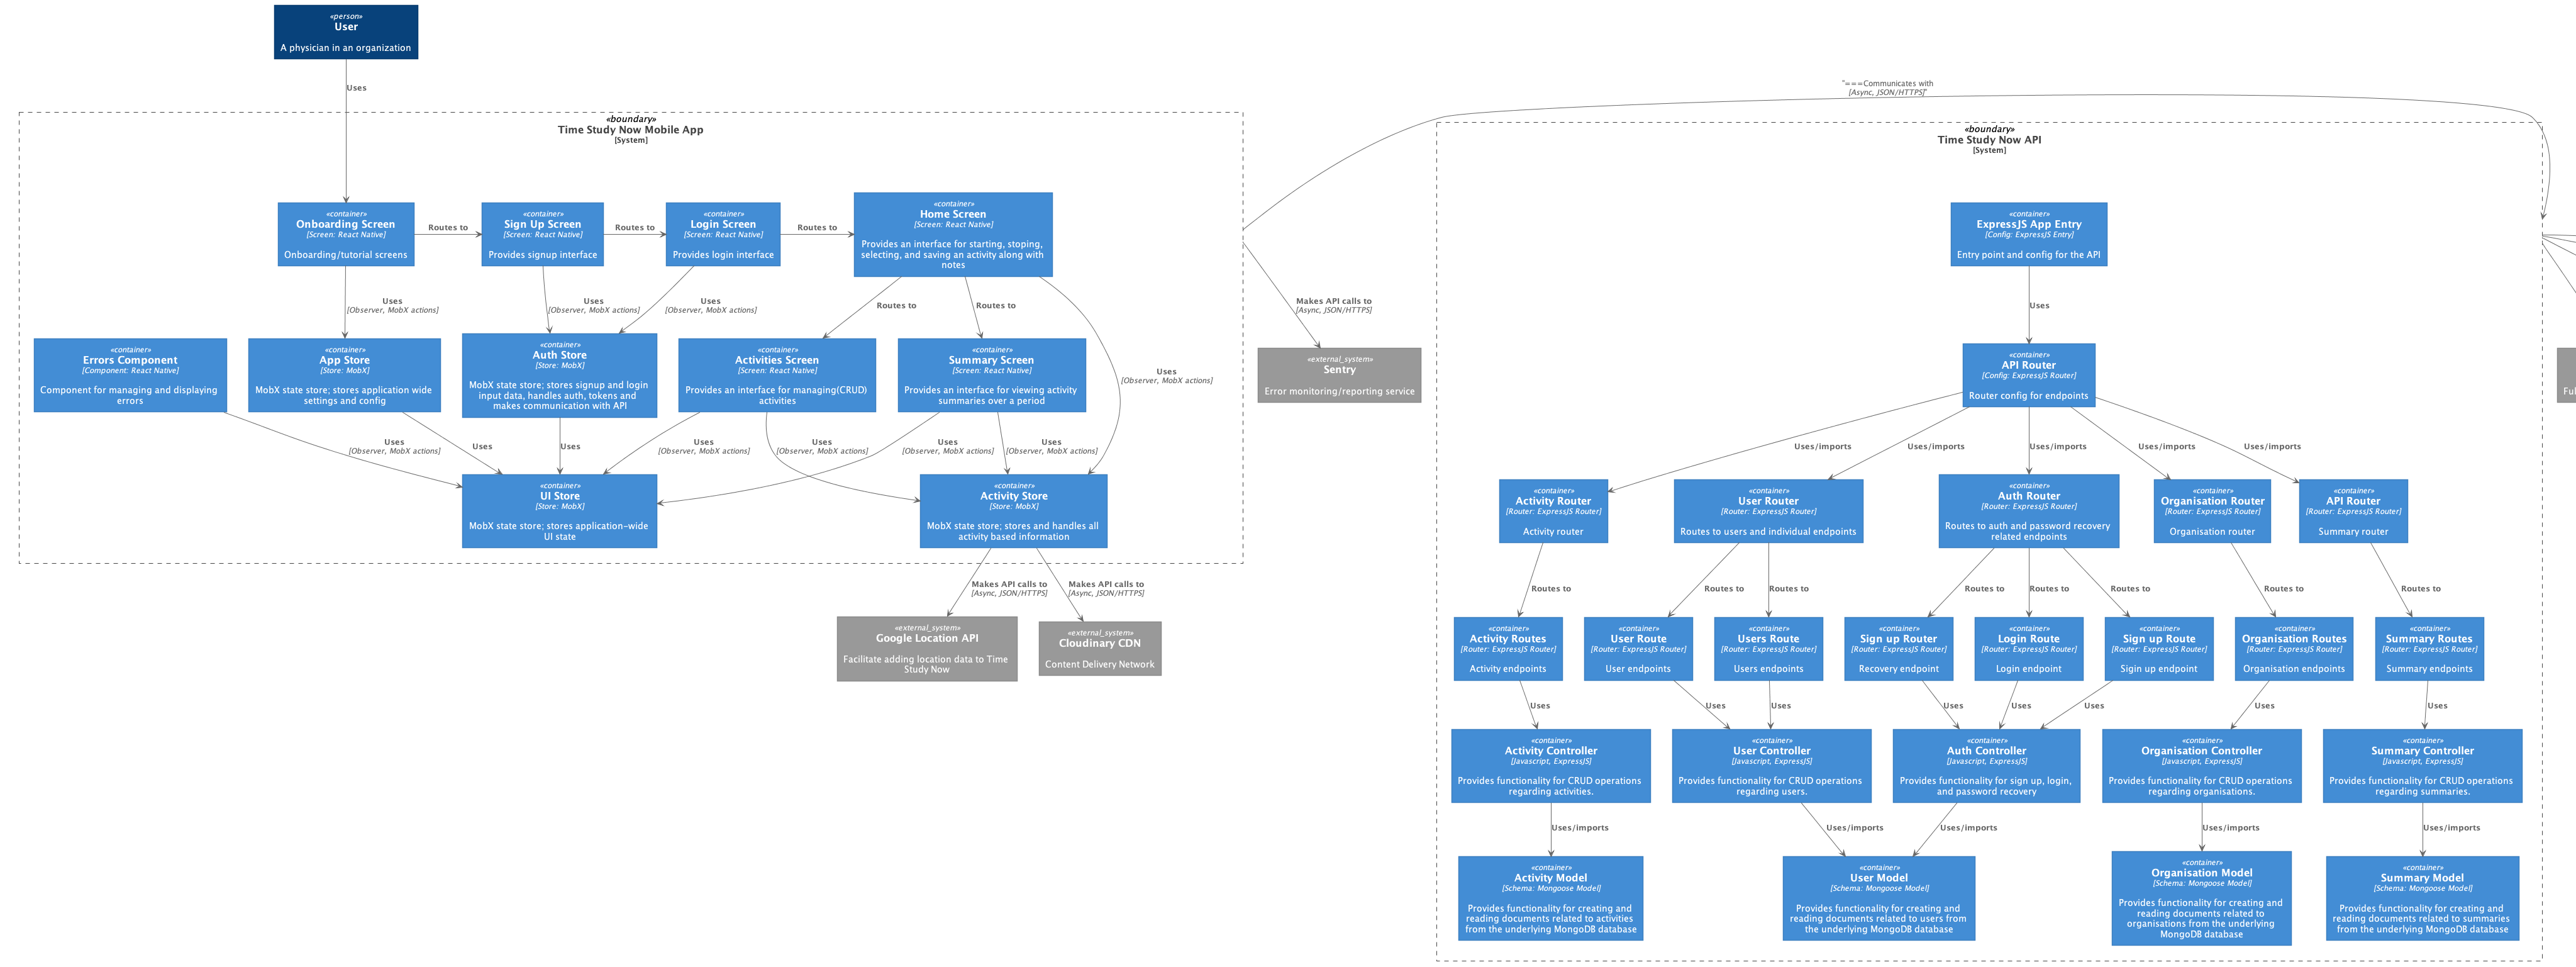 «person»
User
A physician in an organization
Uses
«boundary»
Time Study Now Mobile App
[System]
«container»
Onboarding Screen
[Screen: React Native]
Onboarding/tutorial screens
Routes to
«container»
Sign Up Screen
[Screen: React Native]
Provides signup interface
Routes to
«container»
Login Screen
[Screen: React Native]
Provides login interface
Routes to
«container»
Home Screen
[Screen: React Native]
Provides an interface for starting, stoping,
selecting, and saving an activity along with
notes
Uses
[Observer, MobX actions]
Uses
[Observer, MobX actions]
Uses
[Observer, MobX actions]
Routes to
Routes to
Uses
[Observer, MobX actions]
«container»
Errors Component
[Component: React Native]
Component for managing and displaying
errors
«container»
App Store
[Store: MobX]
MobX state store; stores application wide
settings and config
«container»
Auth Store
[Store: MobX]
MobX state store; stores signup and login
input data, handles auth, tokens and
makes communication with API
«container»
Activities Screen
[Screen: React Native]
Provides an interface for managing(CRUD)
activities
«container»
Summary Screen
[Screen: React Native]
Provides an interface for viewing activity
summaries over a period
Uses
[Observer, MobX actions]
Uses
Uses
Uses
[Observer, MobX actions]
Uses
[Observer, MobX actions]
Uses
[Observer, MobX actions]
Uses
[Observer, MobX actions]
«container»
UI Store
[Store: MobX]
MobX state store; stores application-wide
UI state
«container»
Activity Store
[Store: MobX]
MobX state store; stores and handles all
activity based information
Makes API calls to
[Async, JSON/HTTPS]
Makes API calls to
[Async, JSON/HTTPS]
«external_system»
Google Location API
Facilitate adding location data to Time
Study Now
«external_system»
Cloudinary CDN
Content Delivery Network
Makes API calls to
[Async, JSON/HTTPS]
«external_system»
Sentry
Error monitoring/reporting service
"===Communicates with
[Async, JSON/HTTPS]"
«boundary»
Time Study Now API
[System]
«container»
ExpressJS App Entry
[Config: ExpressJS Entry]
Entry point and config for the API
Uses
«container»
API Router
[Config: ExpressJS Router]
Router config for endpoints
Uses/imports
Uses/imports
Uses/imports
Uses/imports
Uses/imports
«container»
Activity Router
[Router: ExpressJS Router]
Activity router
«container»
User Router
[Router: ExpressJS Router]
Routes to users and individual endpoints
«container»
Auth Router
[Router: ExpressJS Router]
Routes to auth and password recovery
related endpoints
«container»
Organisation Router
[Router: ExpressJS Router]
Organisation router
«container»
API Router
[Router: ExpressJS Router]
Summary router
Routes to
Routes to
Routes to
Routes to
Routes to
Routes to
Routes to
Routes to
«container»
Activity Routes
[Router: ExpressJS Router]
Activity endpoints
«container»
User Route
[Router: ExpressJS Router]
User endpoints
«container»
Users Route
[Router: ExpressJS Router]
Users endpoints
«container»
Sign up Router
[Router: ExpressJS Router]
Recovery endpoint
«container»
Login Route
[Router: ExpressJS Router]
Login endpoint
«container»
Sign up Route
[Router: ExpressJS Router]
Sigin up endpoint
«container»
Organisation Routes
[Router: ExpressJS Router]
Organisation endpoints
«container»
Summary Routes
[Router: ExpressJS Router]
Summary endpoints
Uses
Uses
Uses
Uses
Uses
Uses
Uses
Uses
«container»
Activity Controller
[Javascript, ExpressJS]
Provides functionality for CRUD operations
regarding activities.
«container»
User Controller
[Javascript, ExpressJS]
Provides functionality for CRUD operations
regarding users.
«container»
Auth Controller
[Javascript, ExpressJS]
Provides functionality for sign up, login,
and password recovery
«container»
Organisation Controller
[Javascript, ExpressJS]
Provides functionality for CRUD operations
regarding organisations.
«container»
Summary Controller
[Javascript, ExpressJS]
Provides functionality for CRUD operations
regarding summaries.
Uses/imports
Uses/imports
Uses/imports
Uses/imports
Uses/imports
«container»
Activity Model
[Schema: Mongoose Model]
Provides functionality for creating and
reading documents related to activities
from the underlying MongoDB database
«container»
User Model
[Schema: Mongoose Model]
Provides functionality for creating and
reading documents related to users from
the underlying MongoDB database
«container»
Organisation Model
[Schema: Mongoose Model]
Provides functionality for creating and
reading documents related to
organisations from the underlying
MongoDB database
«container»
Summary Model
[Schema: Mongoose Model]
Provides functionality for creating and
reading documents related to summaries
from the underlying MongoDB database